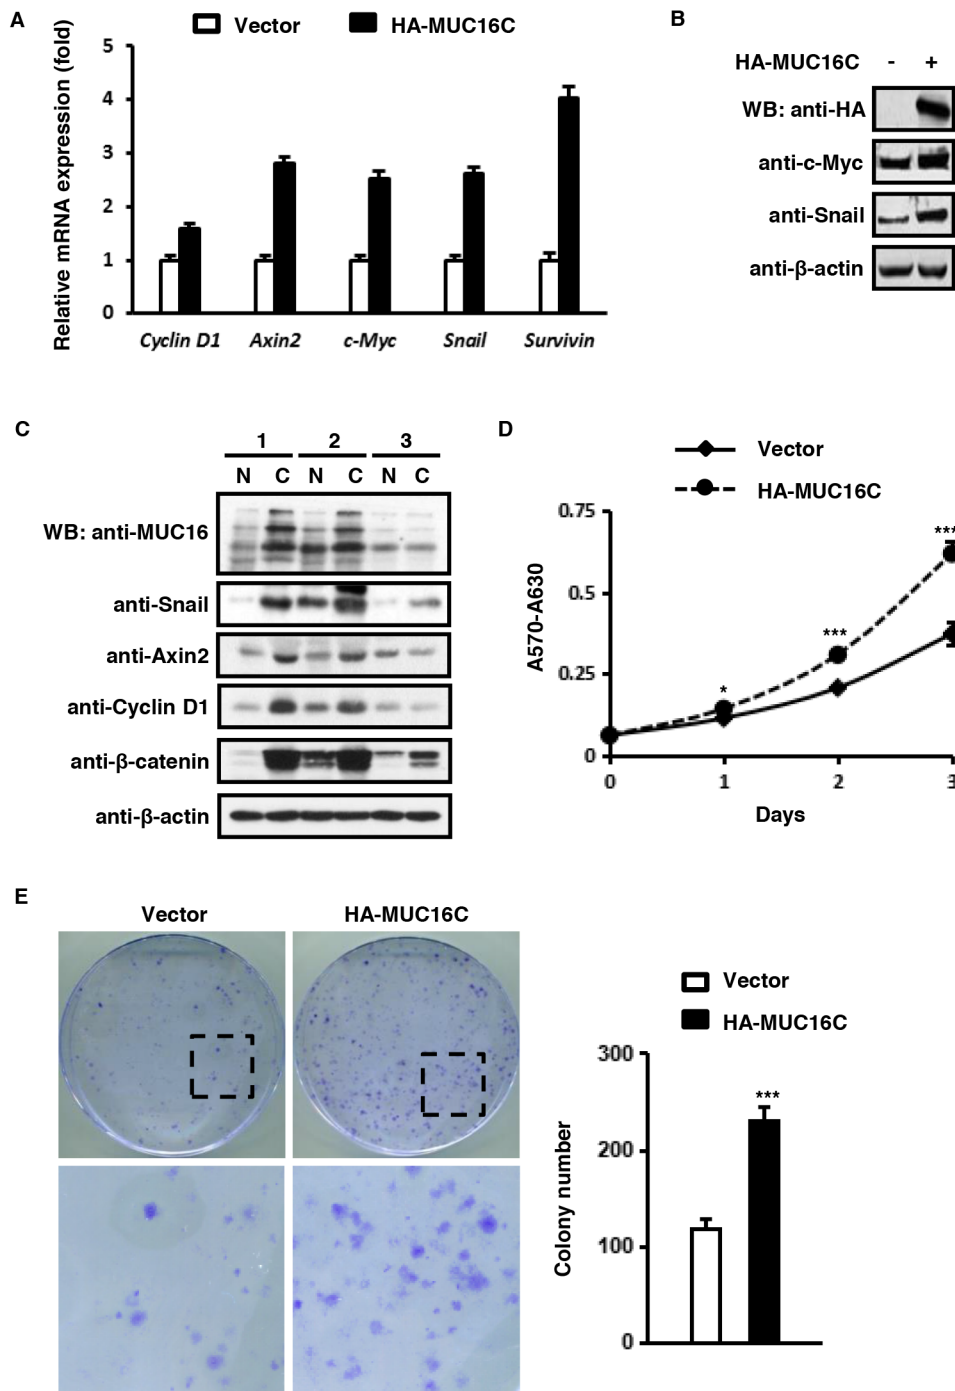 A
Vector HA-MUC16C
Relative mRNA expression (fold)
5
4
3
2
1
0
Cyclin D1 Axin2 c-Myc Snail Survivin
B
HA-MUC16C - +
WB: anti-HA
anti-c-Myc
anti-Snail
anti-β-actin
C
1 2 3
N C N C N C
WB: anti-MUC16
anti-Snail
anti-Axin2
anti-Cyclin D1
anti-β-catenin
anti-β-actin
D
Vector
HA-MUC16C
A570-A630
0.75
0.5
0.25
0
* *** ***
0 1 2 3
Days
E
Vector HA-MUC16C
Vector
HA-MUC16C
Colony number
300
200
100
0
***